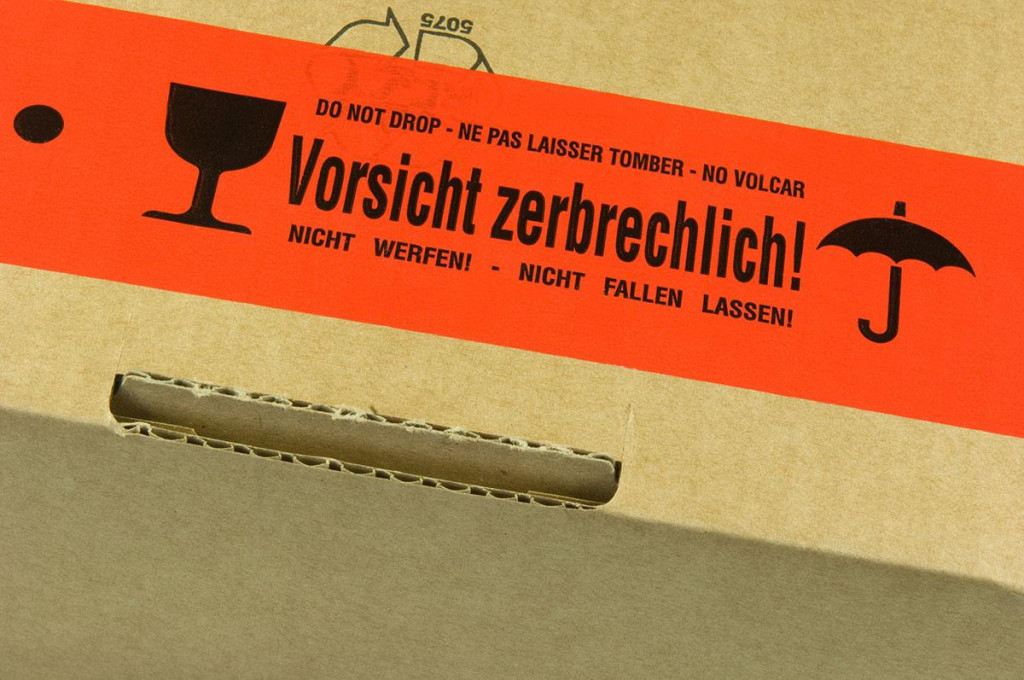 5075
DO NOT DROP - NE PAS LAISSER TOMBER - NO VOLCAR
Vorsicht zerbrechlich!
NICHT WERFEN! - NICHT FALLEN LASSEN!